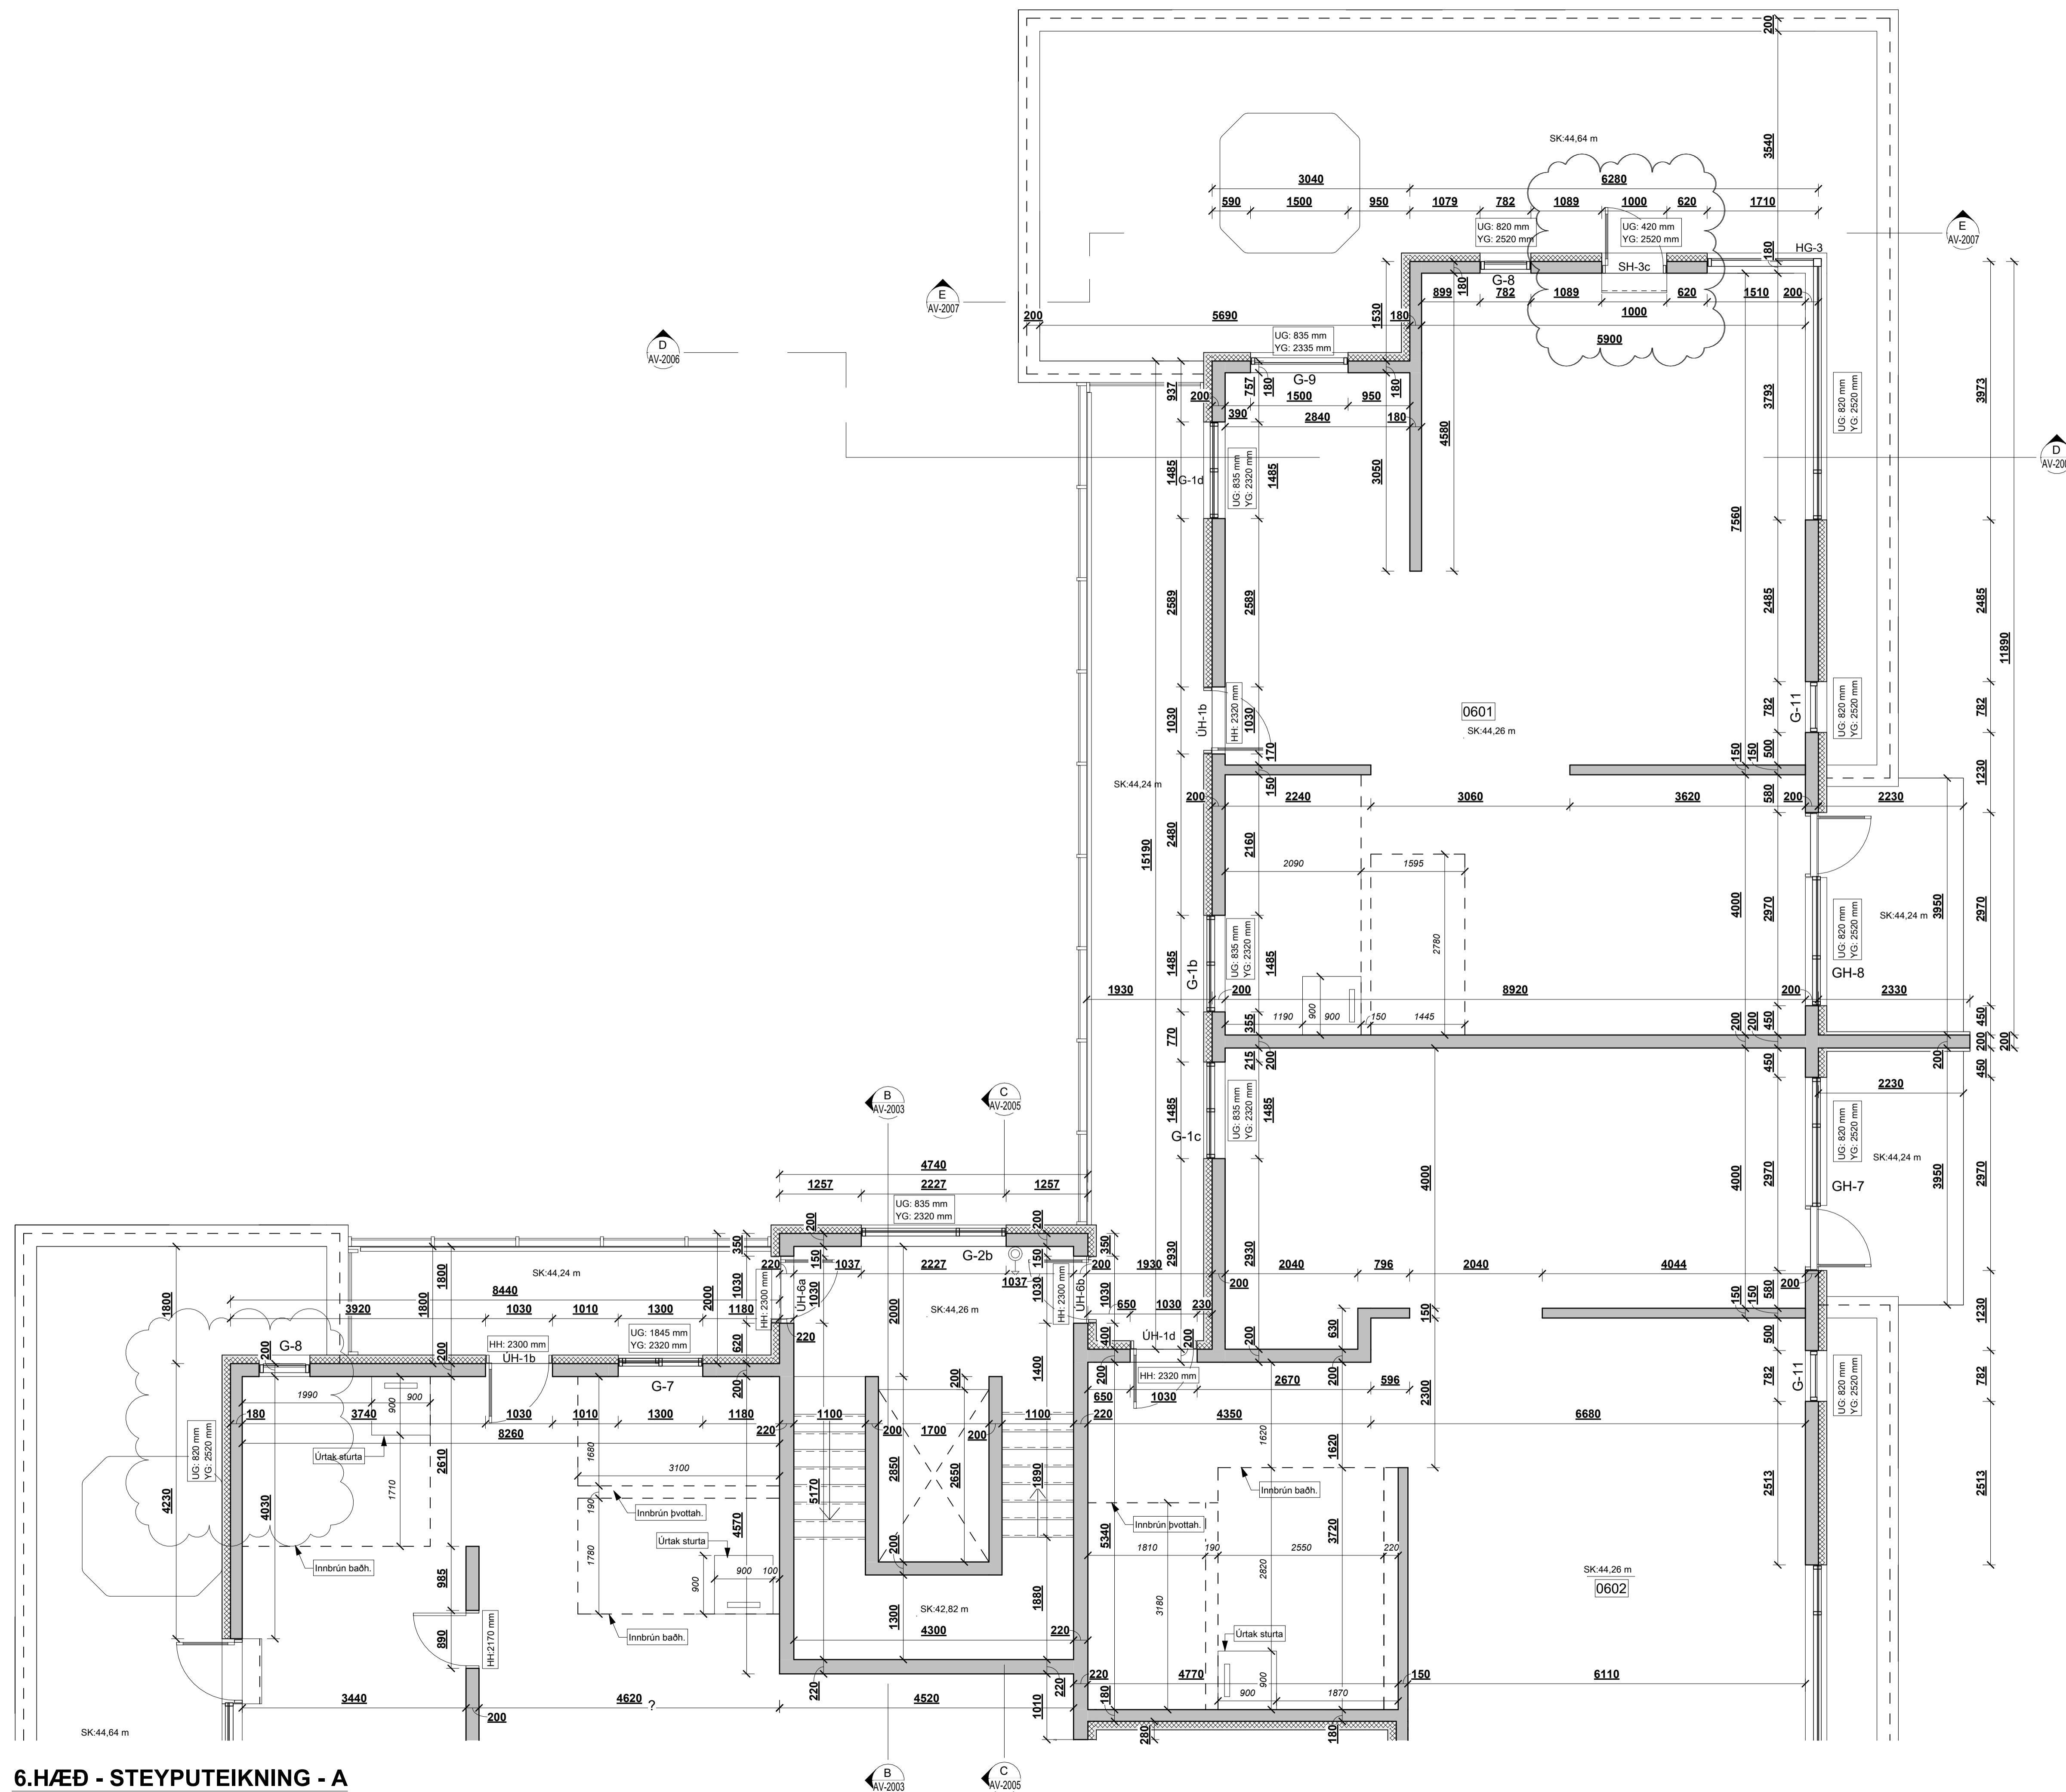 200
3540
SK:44,64 m
3040
6280
590
1500
950
1079
782
1089
1000
620
1710
UG: 820 mm
YG: 2520 mm
UG: 420 mm
YG: 2520 mm
180
HG-3
E
AV-2007
E
AV-2007
D
AV-2006
G-8
SH-3c
180
899
782
1089
620
1510
200
1530
200
5690
180
1000
5900
UG: 835 mm
YG: 2335 mm
G-9
937
757
180
180
200
1500
950
390
2840
180
3793
3973
UG: 820 mm
YG: 2520 mm
4580
3050
1485
G-1d
UG: 835 mm
YG: 2320 mm
1485
D
7560
2589
2589
2485
2485
11890
1030
ÚH-1b
HH: 2320 mm
1030
0601
SK:44,26 m
782
G-11
UG: 820 mm
YG: 2520 mm
782
170
150
150
150
500
580
1230
SK:44,24 m
200
2240
3060
3620
200
2230
15190
2480
2160
2090
1595
2780
4000
2970
UG: 820 mm
YG: 2520 mm
3950
SK:44,24 m
2970
GH-8
1485
G-1b
UG: 835 mm
YG: 2320 mm
1485
1930
200
8920
200
2330
1190
900
900
150
1445
770
355
200
200
450
450
200
200
215
200
450
200
450
2230
B
AV-2003
C
AV-2005
1485
G-1c
UG: 835 mm
YG: 2320 mm
1485
UG: 820 mm
YG: 2520 mm
SK:44,24 m
GH-7
4000
4000
2970
3950
2970
4740
1257
2227
1257
UG: 835 mm
YG: 2320 mm
200
200
350
150
G-2b
150
350
2930
2930
SK:44,24 m
220
1037
2227
1037
200
1930
2040
796
2040
4044
200
200
1800
1800
1800
8440
3920
1030
1010
1300
1180
2000
1030
HH: 2300 mm
ÚH-6a
1030
220
2000
SK:44,26 m
1030
HH: 2300 mm
ÚH-6b
1030
650
1030
230
150
630
150
150
580
500
1230
G-8
200
HH: 2300 mm
ÚH-1b
200
UG: 1845 mm
YG: 2320 mm
G-7
620
200
400
200
ÚH-1d
200
HH: 2320 mm
200
200
650
1030
2670
596
2300
782
G-11
UG: 820 mm
YG: 2520 mm
782
1990
900
900
180
3740
1030
1010
1300
1180
8260
220
1100
200
1700
200
1100
220
4350
6680
200
1400
UG: 820 mm
YG: 2520 mm
Úrtak sturta
1710
2610
1680
3100
190
Innbrún þvottah.
4230
4030
5170
2850
2650
1890
1620
1620
Innbrún baðh.
Innbrún þvottah.
2513
2513
4570
Úrtak sturta
1780
900
900
100
200
5340
1810
190
2550
220
3720
2820
3180
SK:44,26 m
0602
Innbrún baðh.
985
890
HH:2170 mm
Innbrún baðh.
SK:42,82 m
1300
1880
4300
220
Úrtak sturta
900
900
1870
220
4770
150
6110
3440
200
4620
?
220
4520
220
1010
180
280
180
SK:44,64 m
6.HÆÐ - STEYPUTEIKNING - A
B
AV-2003
C
AV-2005